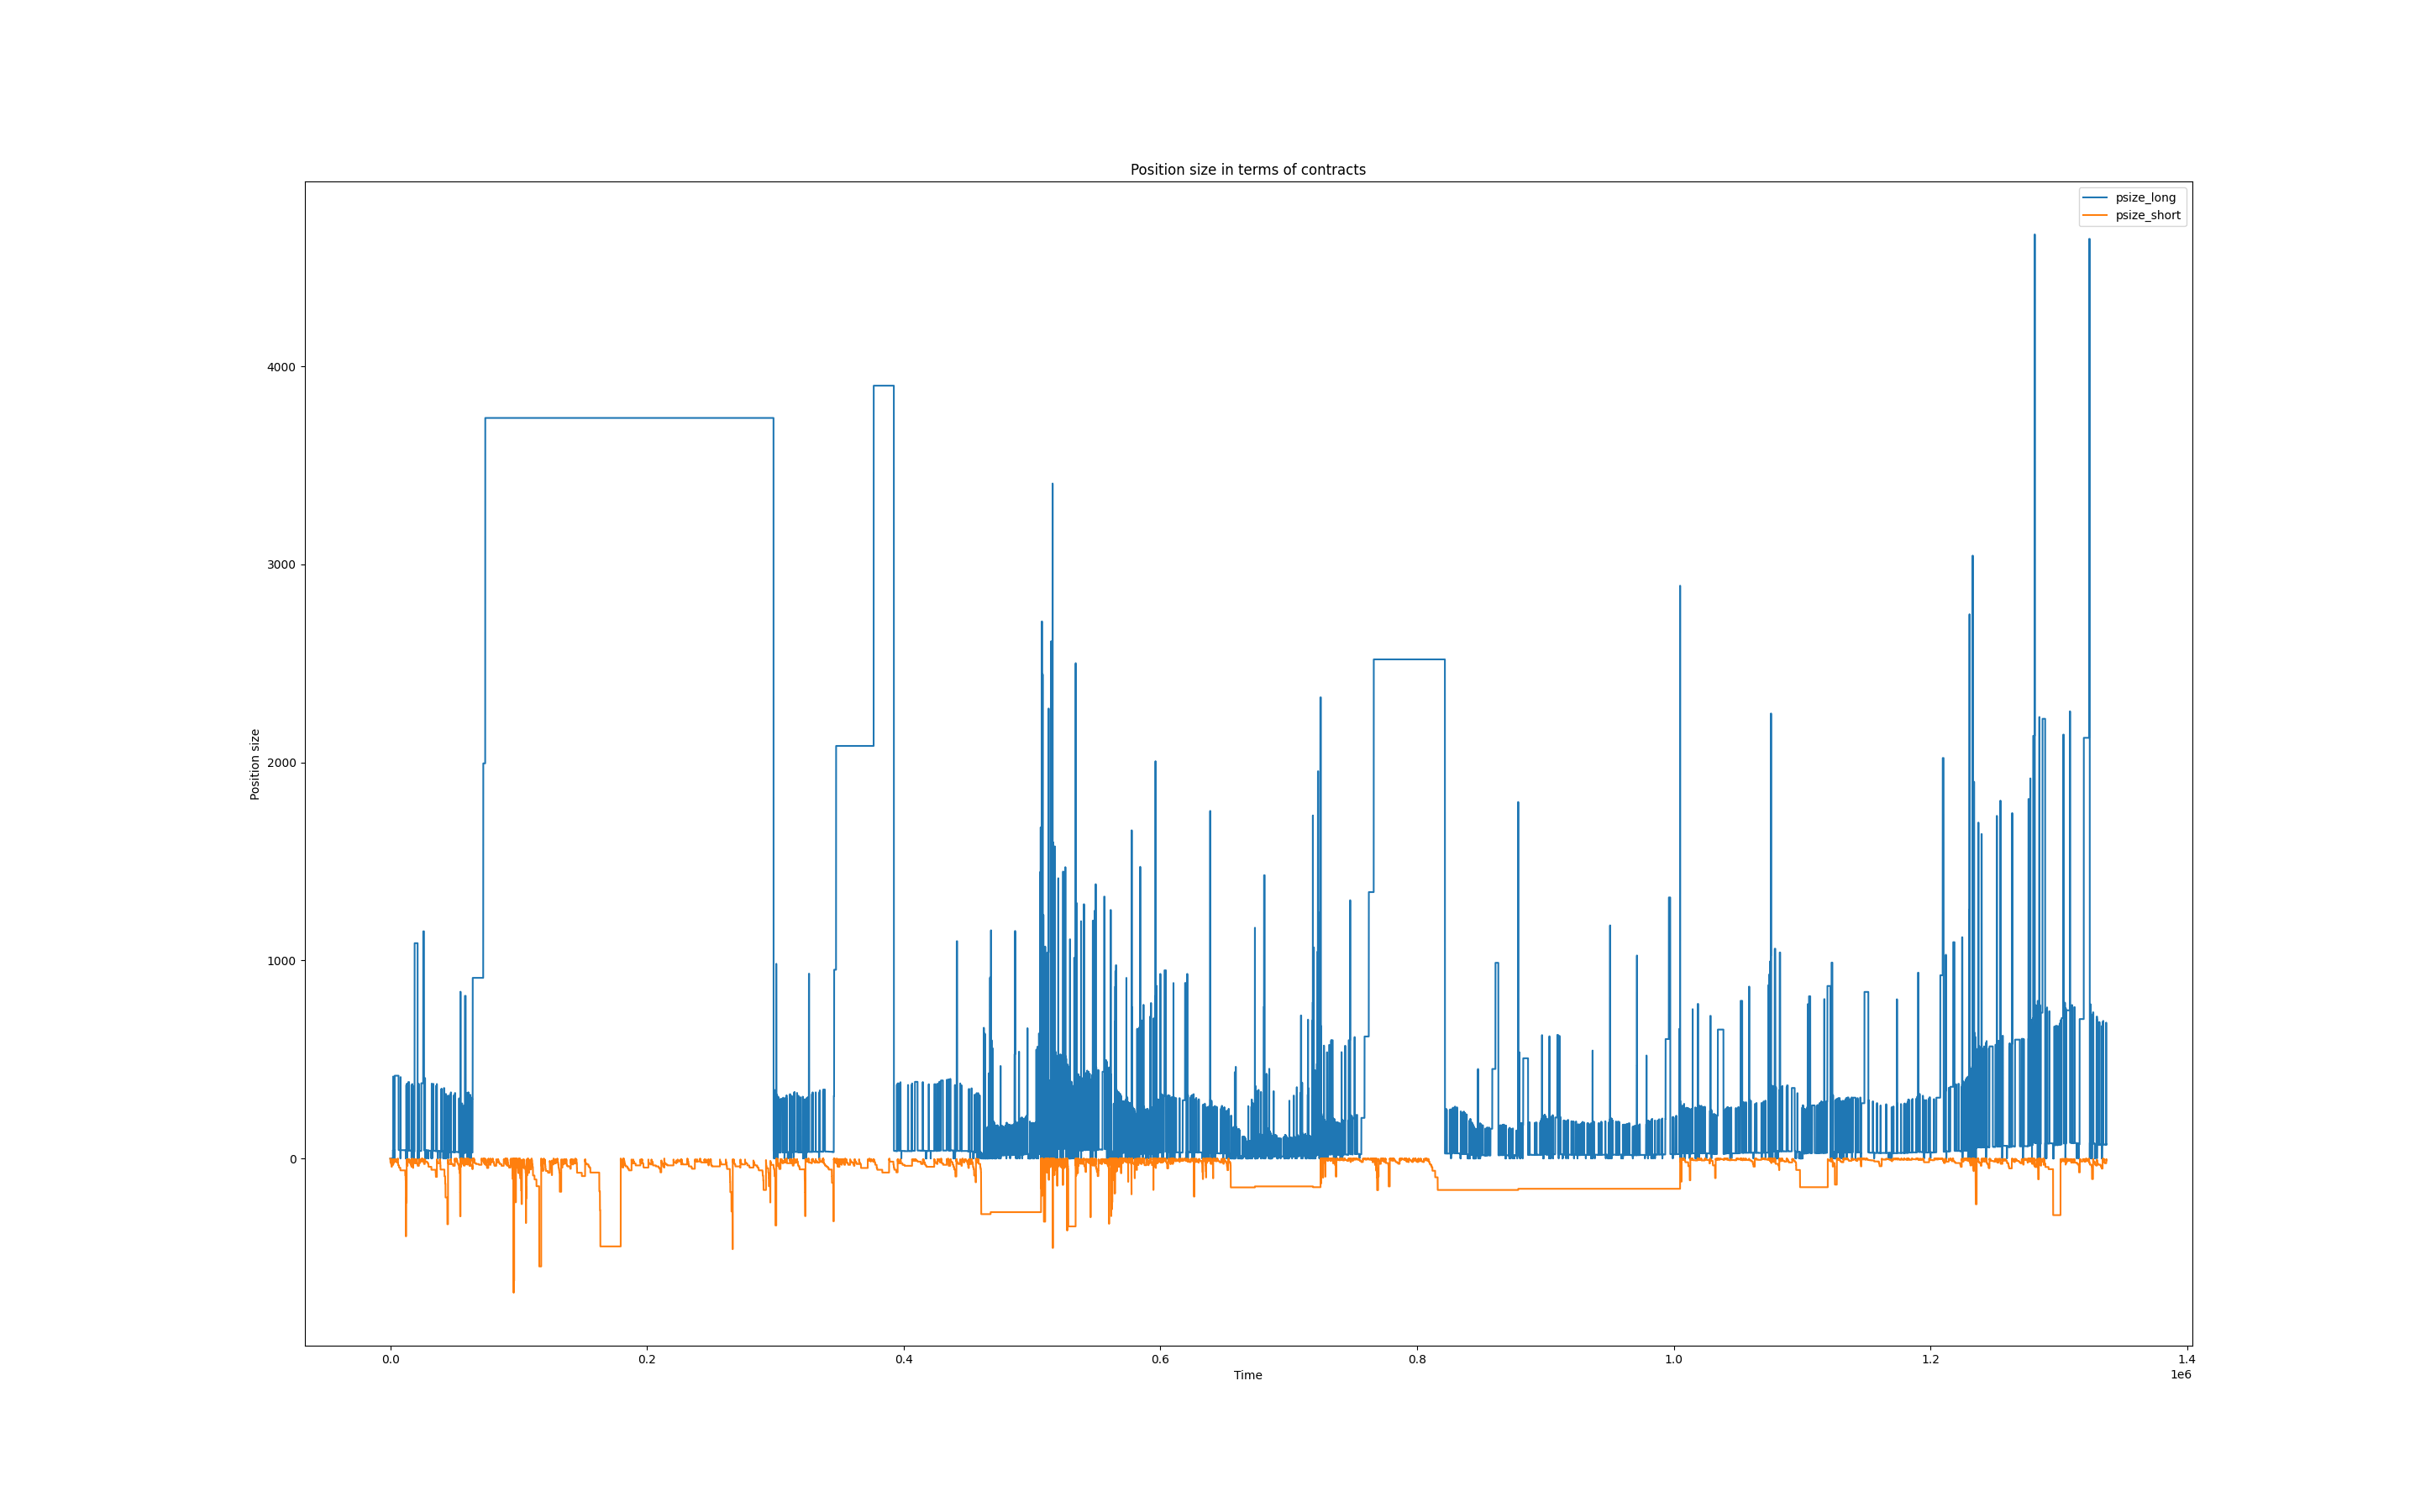 Position size in terms of contracts
psize_long
psize_short
Position size
4000
3000
2000
1000
0
0.0 0.2 0.4 0.6 0.8 1.0 1.2 1.4
Time
1e6